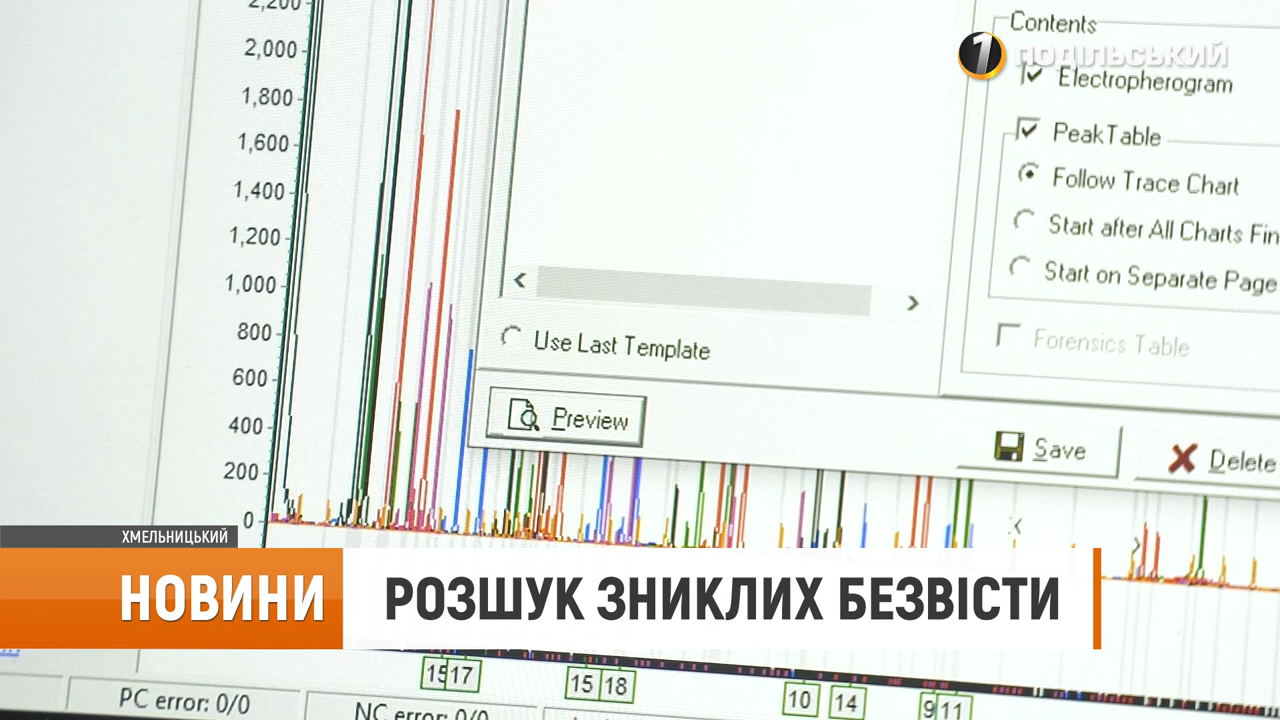 2,200
2,000
1,800
1,600
1,400
1,200
1,000
800
600
400
200
0
Contents
1 ПОДІЛЬСЬКИЙ
Electropherogram
Peak Table
Follow Trace Chart
Start after All Charts Fin
Start on Separate Page
Forensics Table
Use Last Template
Preview
Save
Delete
ХМЕЛЬНИЦЬКИЙ
НОВИНИ
РОЗШУК ЗНИКЛИХ БЕЗВІСТИ
15 17
15 18
10
14
9 11
PC error: 0/0
NC error: 0/0